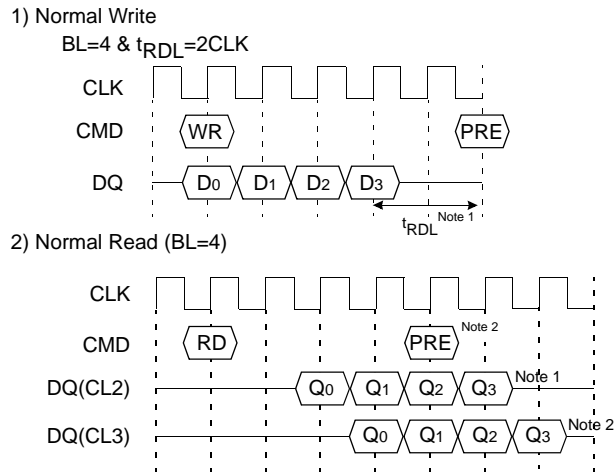 1) Normal Write
BL=4 & tRDL=2CLK
CLK
CMD WR PRE
DQ D0 D1 D2 D3
tRDL Note 1
2) Normal Read (BL=4)
CLK
CMD RD PRE Note 2
DQ(CL2) Q0 Q1 Q2 Q3 Note 1
DQ(CL3) Q0 Q1 Q2 Q3 Note 2